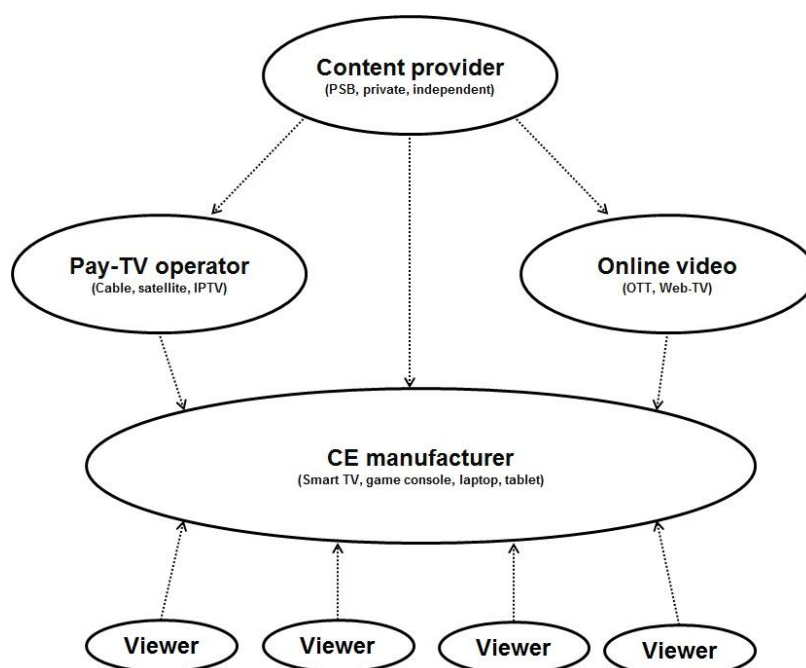 Content provider
(PSB, private, independent)
Pay-TV operator
(Cable, satellite, IPTV)
Online video
(OTT, Web-TV)
CE manufacturer
(Smart TV, game console, laptop, tablet)
Viewer
Viewer
Viewer
Viewer